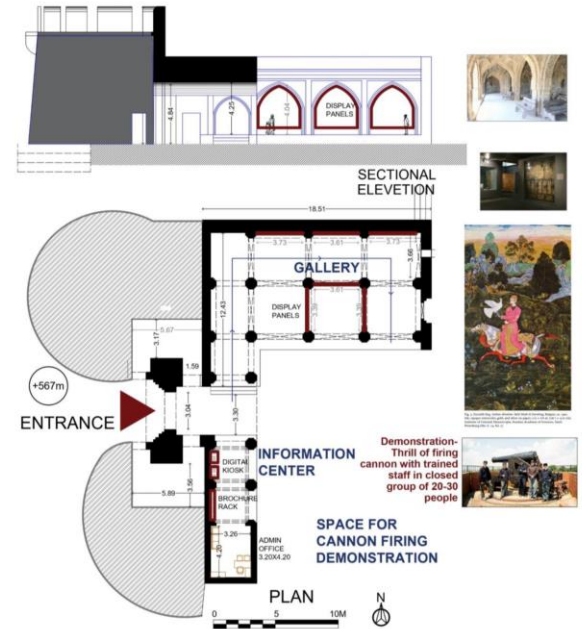 4.84
4.25
4.04
DISPLAY
PANELS
SECTIONAL
ELEVETION
18.51
3.73
3.61
3.73
3.66
GALLERY
3.61
12.43
DISPLAY
PANELS
3.17
5.67
1.59
+567m
ENTRANCE
3.04
3.30
INFORMATION
CENTER
DIGITAL
KIOSK
3.56
BROCHURE
RACK
5.89
3.26
4.20
ADMIN
OFFICE
3.20X4.20
SPACE FOR
CANNON FIRING
DEMONSTRATION
Demonstration-
Thrill of firing
cannon with trained
staff in closed
group of 20-30
people
PLAN
0 5 10M
N